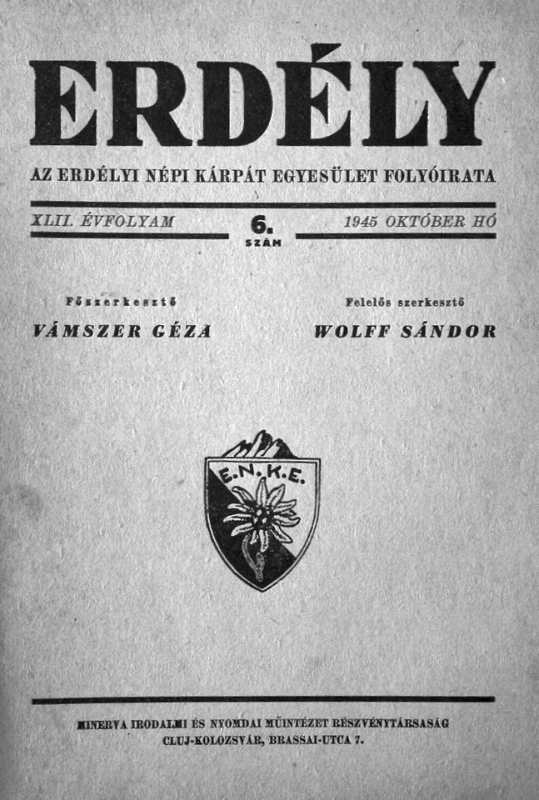 ERDÉLY
AZ ERDÉLYI NÉPI KÁRPÁT EGYESÜLET FOLYÓIRATA
XLII. ÉVFOLYAM 6. SZÁM 1945 OKTÓBER HÓ
Főszerkesztő
VÁMSZER GÉZA
Felelős szerkesztő
WOLFF SÁNDOR
E.N.K.E.
MINERVA IRODALMI ÉS NYOMDAI MŰINTÉZET RÉSZVÉNYTÁRSASÁG
CLUJ-KOLOZSVÁR, BRASSAI-UTCA 7.